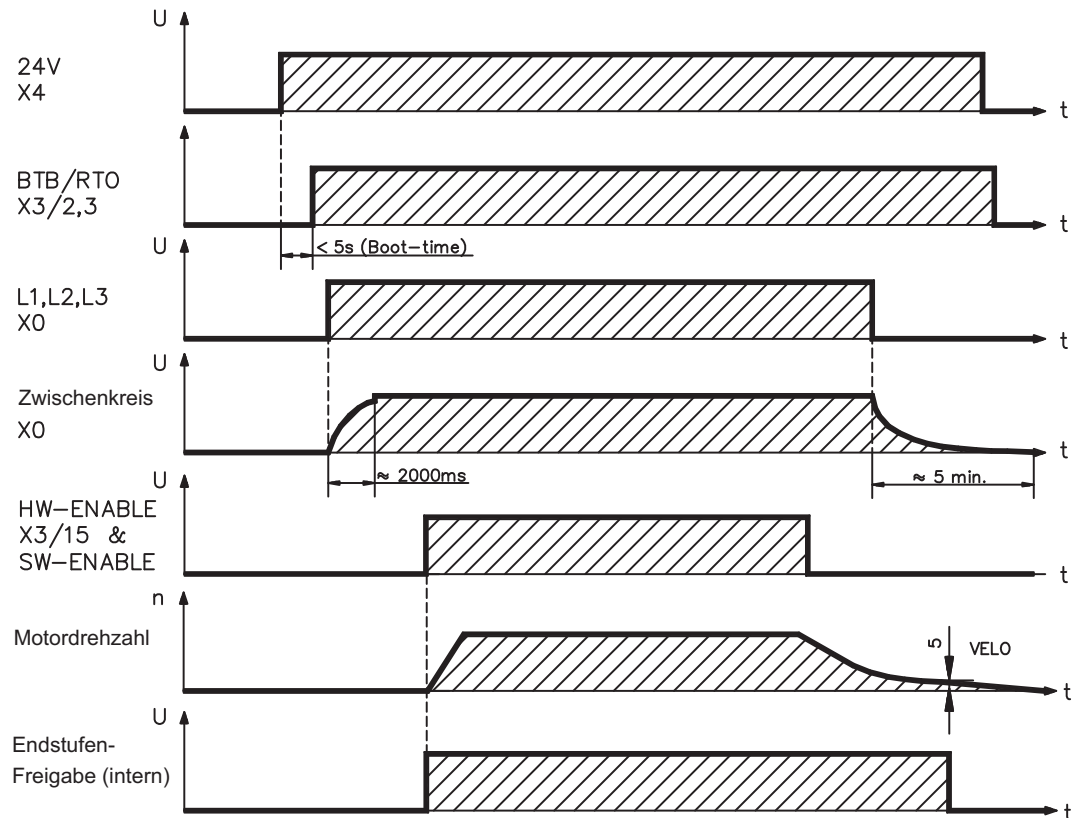 U
24V
X4
t
BTB/RTO
X3/2,3
t
U
< 5s (Boot-time)
L1,L2,L3
X0
t
U
Zwischenkreis
X0
t
≈ 2000ms
≈ 5 min.
U
HW-ENABLE
X3/15 &
SW-ENABLE
t
n
Motordrehzahl
5
VELO
t
U
Endstufen-
Freigabe (intern)
t